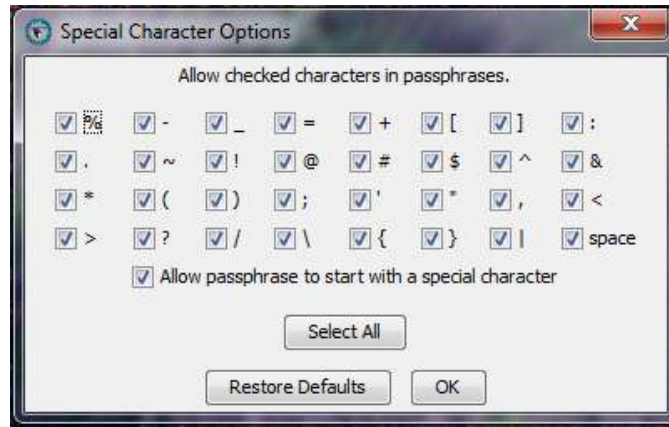 Special Character Options
Allow checked characters in passphrases.
% - _ = + [ ] :
. ~ ! @ # $ ^ &
* ( ) ; ' " , <
> ? / \ { } | space
Allow passphrase to start with a special character
Select All
Restore Defaults OK